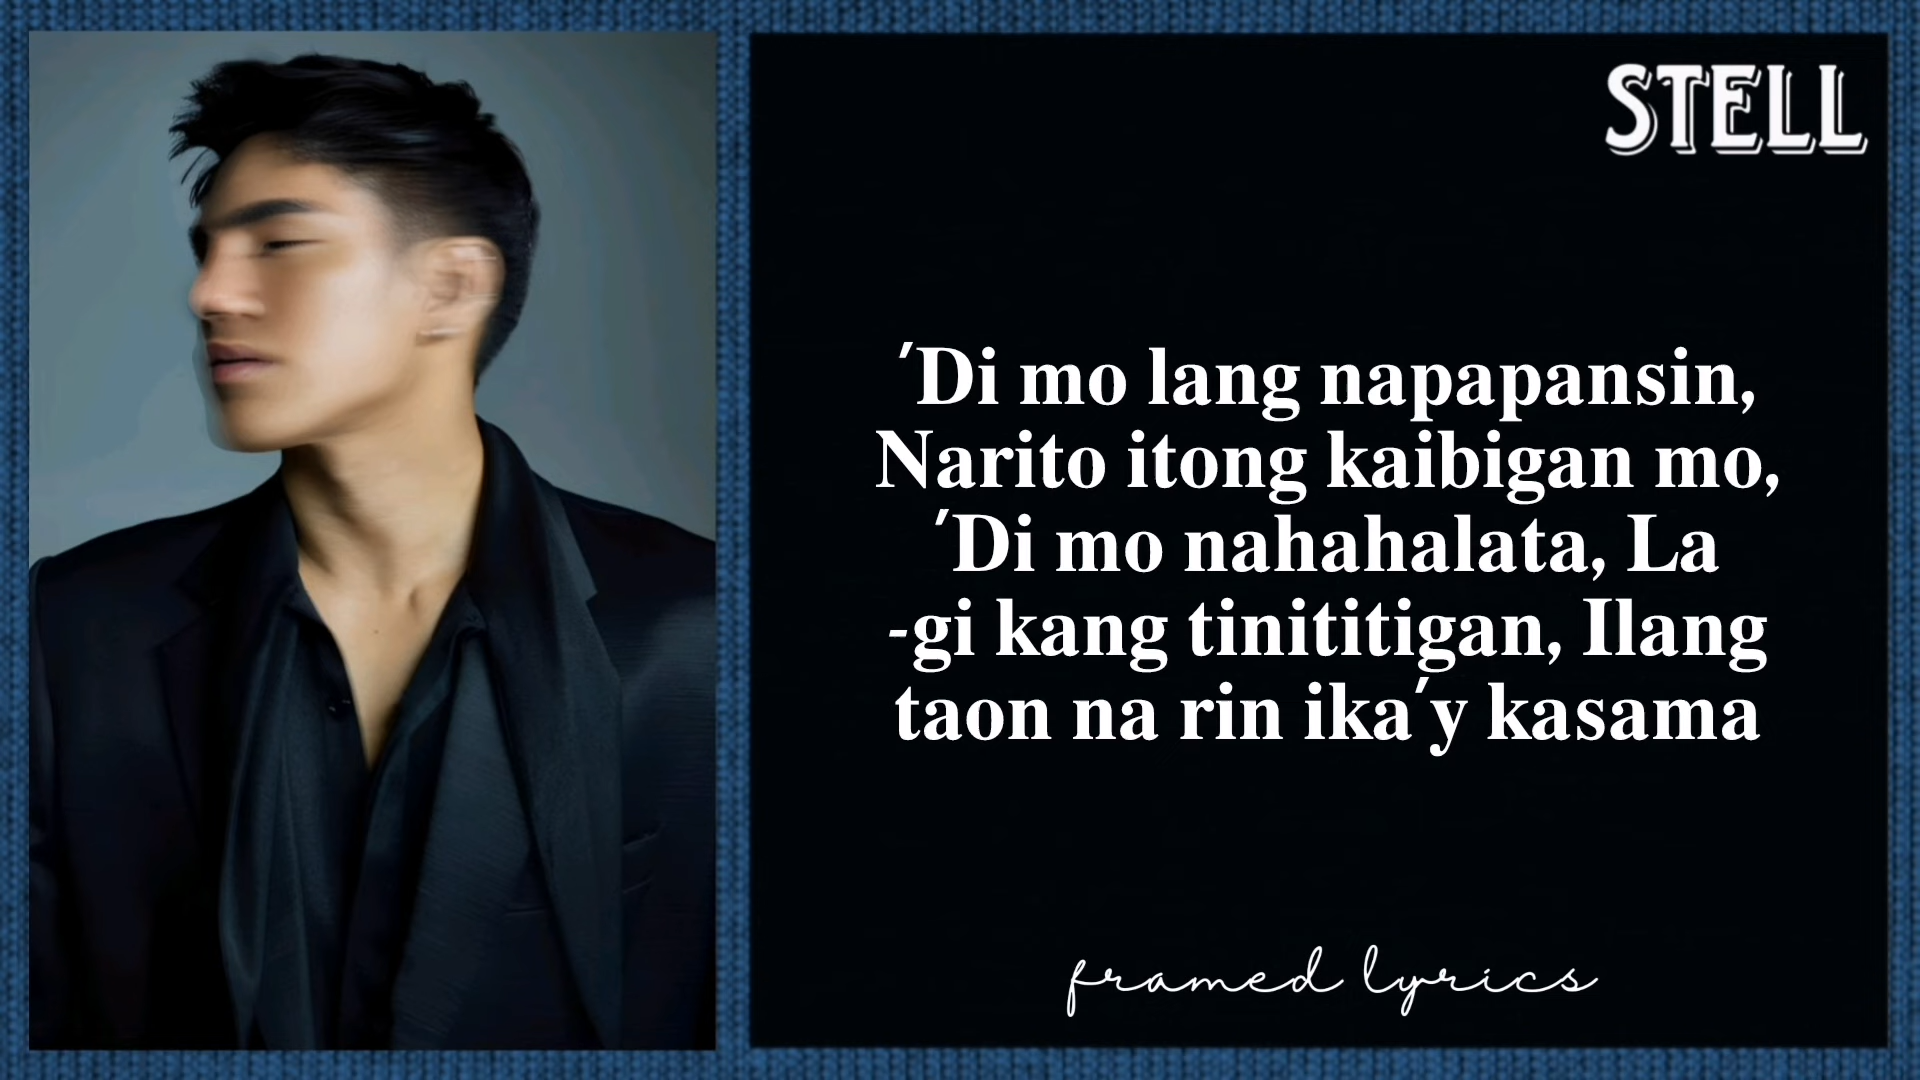 STELL
'Di mo lang napapansin,
Narito itong kaibigan mo,
'Di mo nahahalata, La
-gi kang tinititigan, Ilang
taon na rin ika'y kasama
framed lyrics